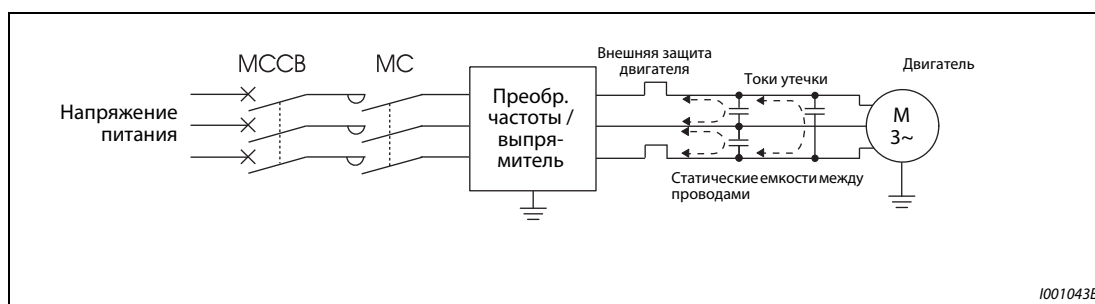 MCCB
MC
Напряжение
питания
Преобр.
частоты /
выпря-
митель
Внешняя защита
двигателя
Токи утечки
Двигатель
M
3~
Статические емкости между
проводами
I001043E